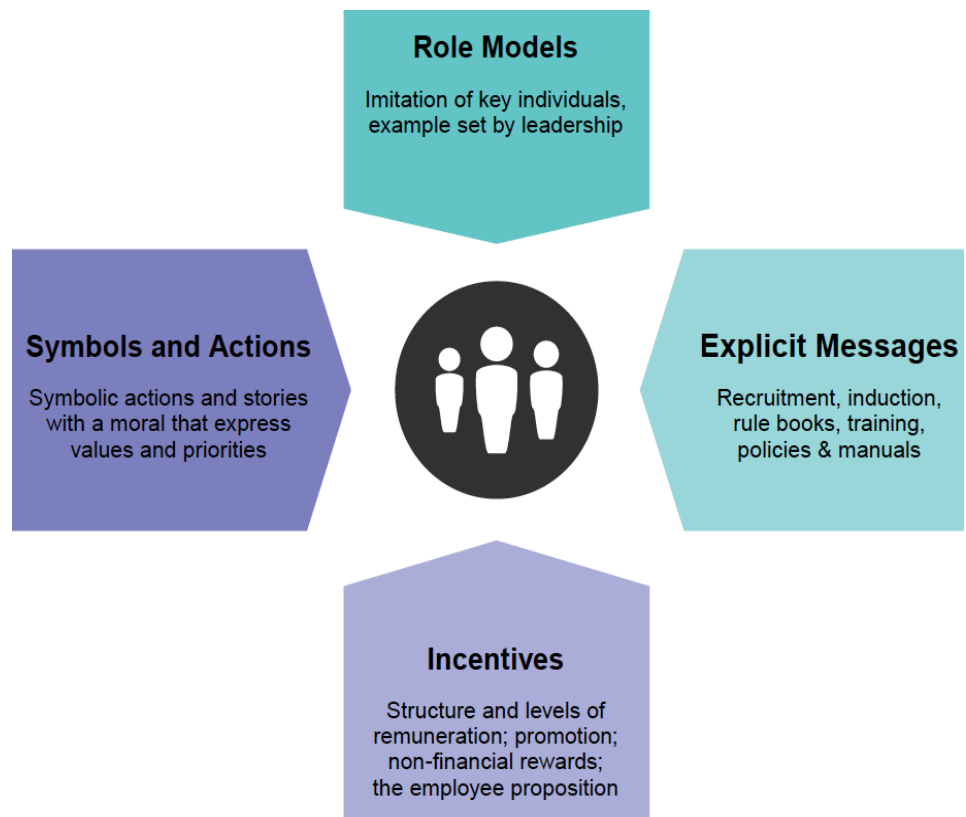 Role Models
Imitation of key individuals,
example set by leadership
Symbols and Actions
Symbolic actions and stories
with a moral that express
values and priorities
Explicit Messages
Recruitment, induction,
rule books, training,
policies & manuals
Incentives
Structure and levels of
remuneration; promotion;
non-financial rewards;
the employee proposition